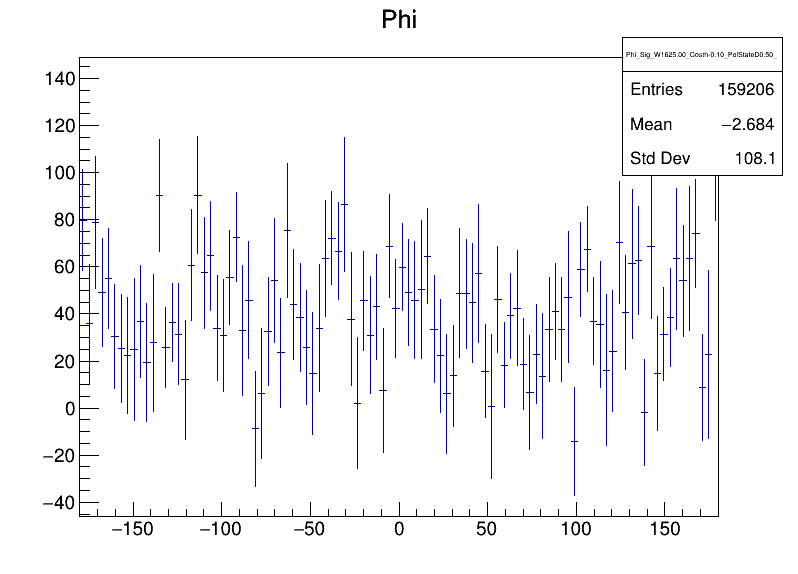 Phi
Phi_Sig_W1625.00_Costh-0.10_PolStateD0.50_
Entries 159206
Mean −2.684
Std Dev 108.1
140
120
100
80
60
40
20
0
−20
−40
−150 −100 −50 0 50 100 150